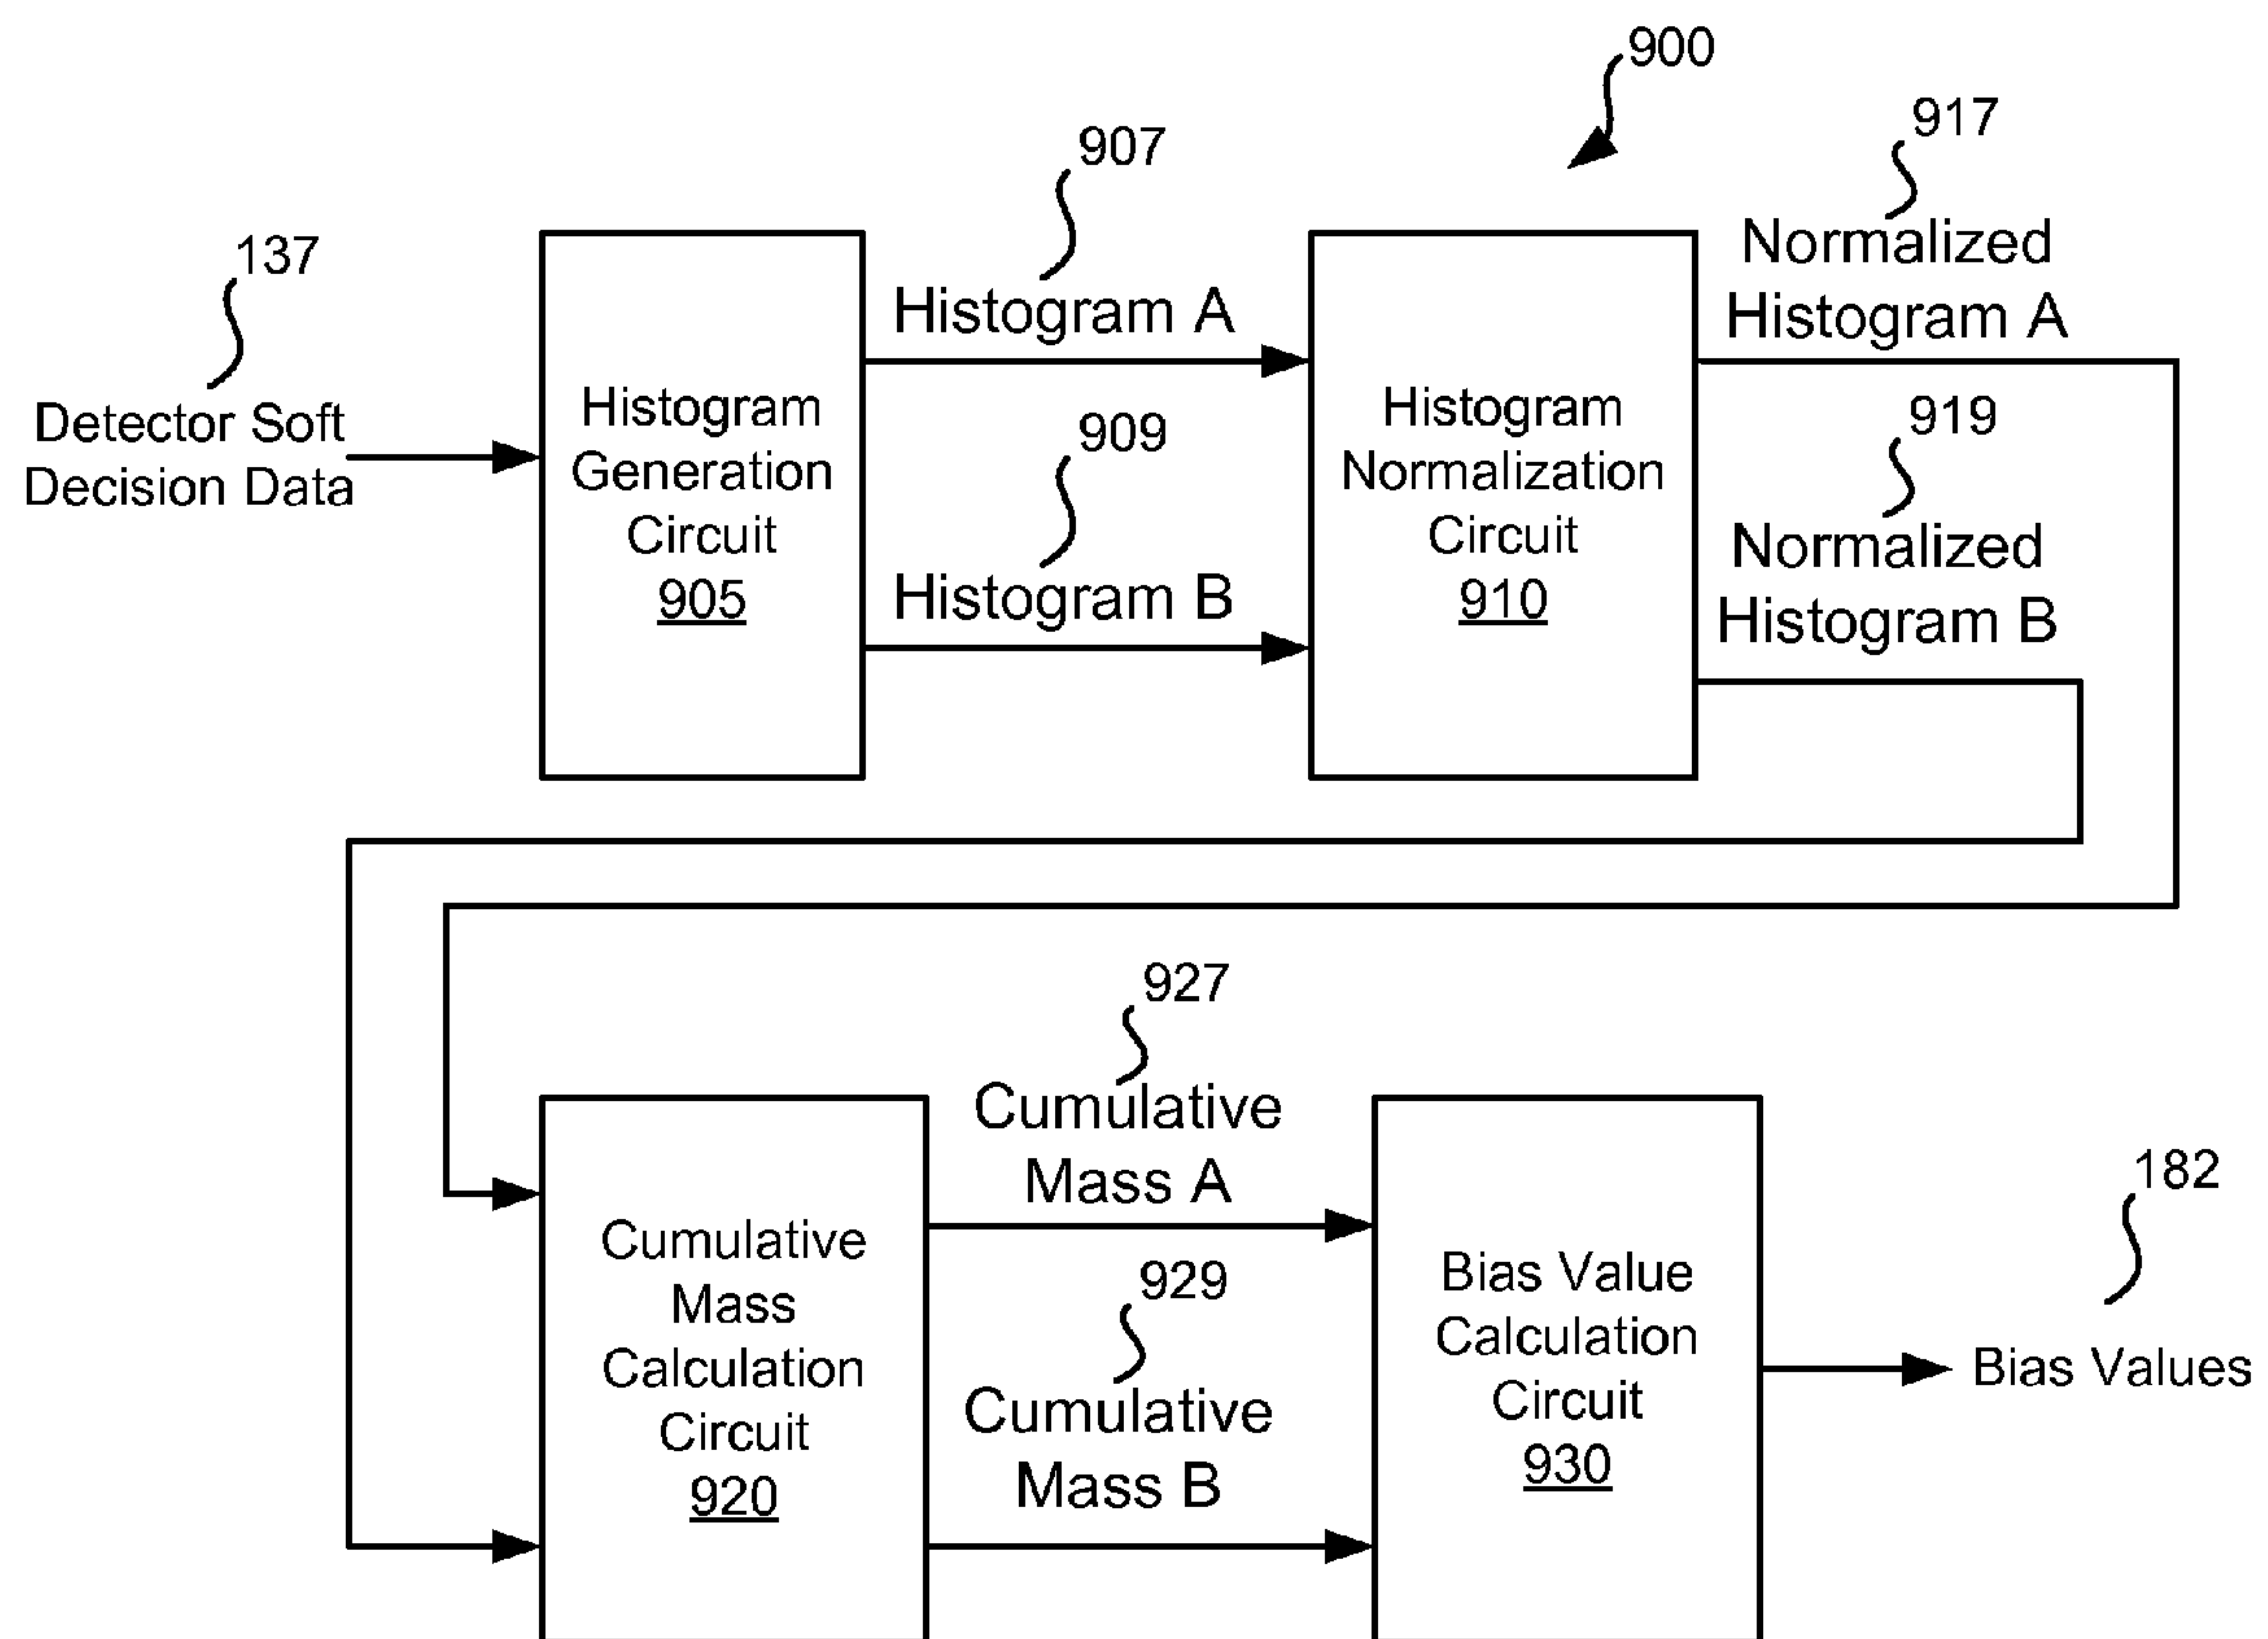 900
907
917
137
Histogram A
Normalized
Histogram A
Detector Soft
Decision Data
Histogram
Generation
Circuit
905
909
Histogram B
Histogram
Normalization
Circuit
910
919
Normalized
Histogram B
927
Cumulative
Mass A
Cumulative
Mass
Calculation
Circuit
920
929
Cumulative
Mass B
Bias Value
Calculation
Circuit
930
182
Bias Values